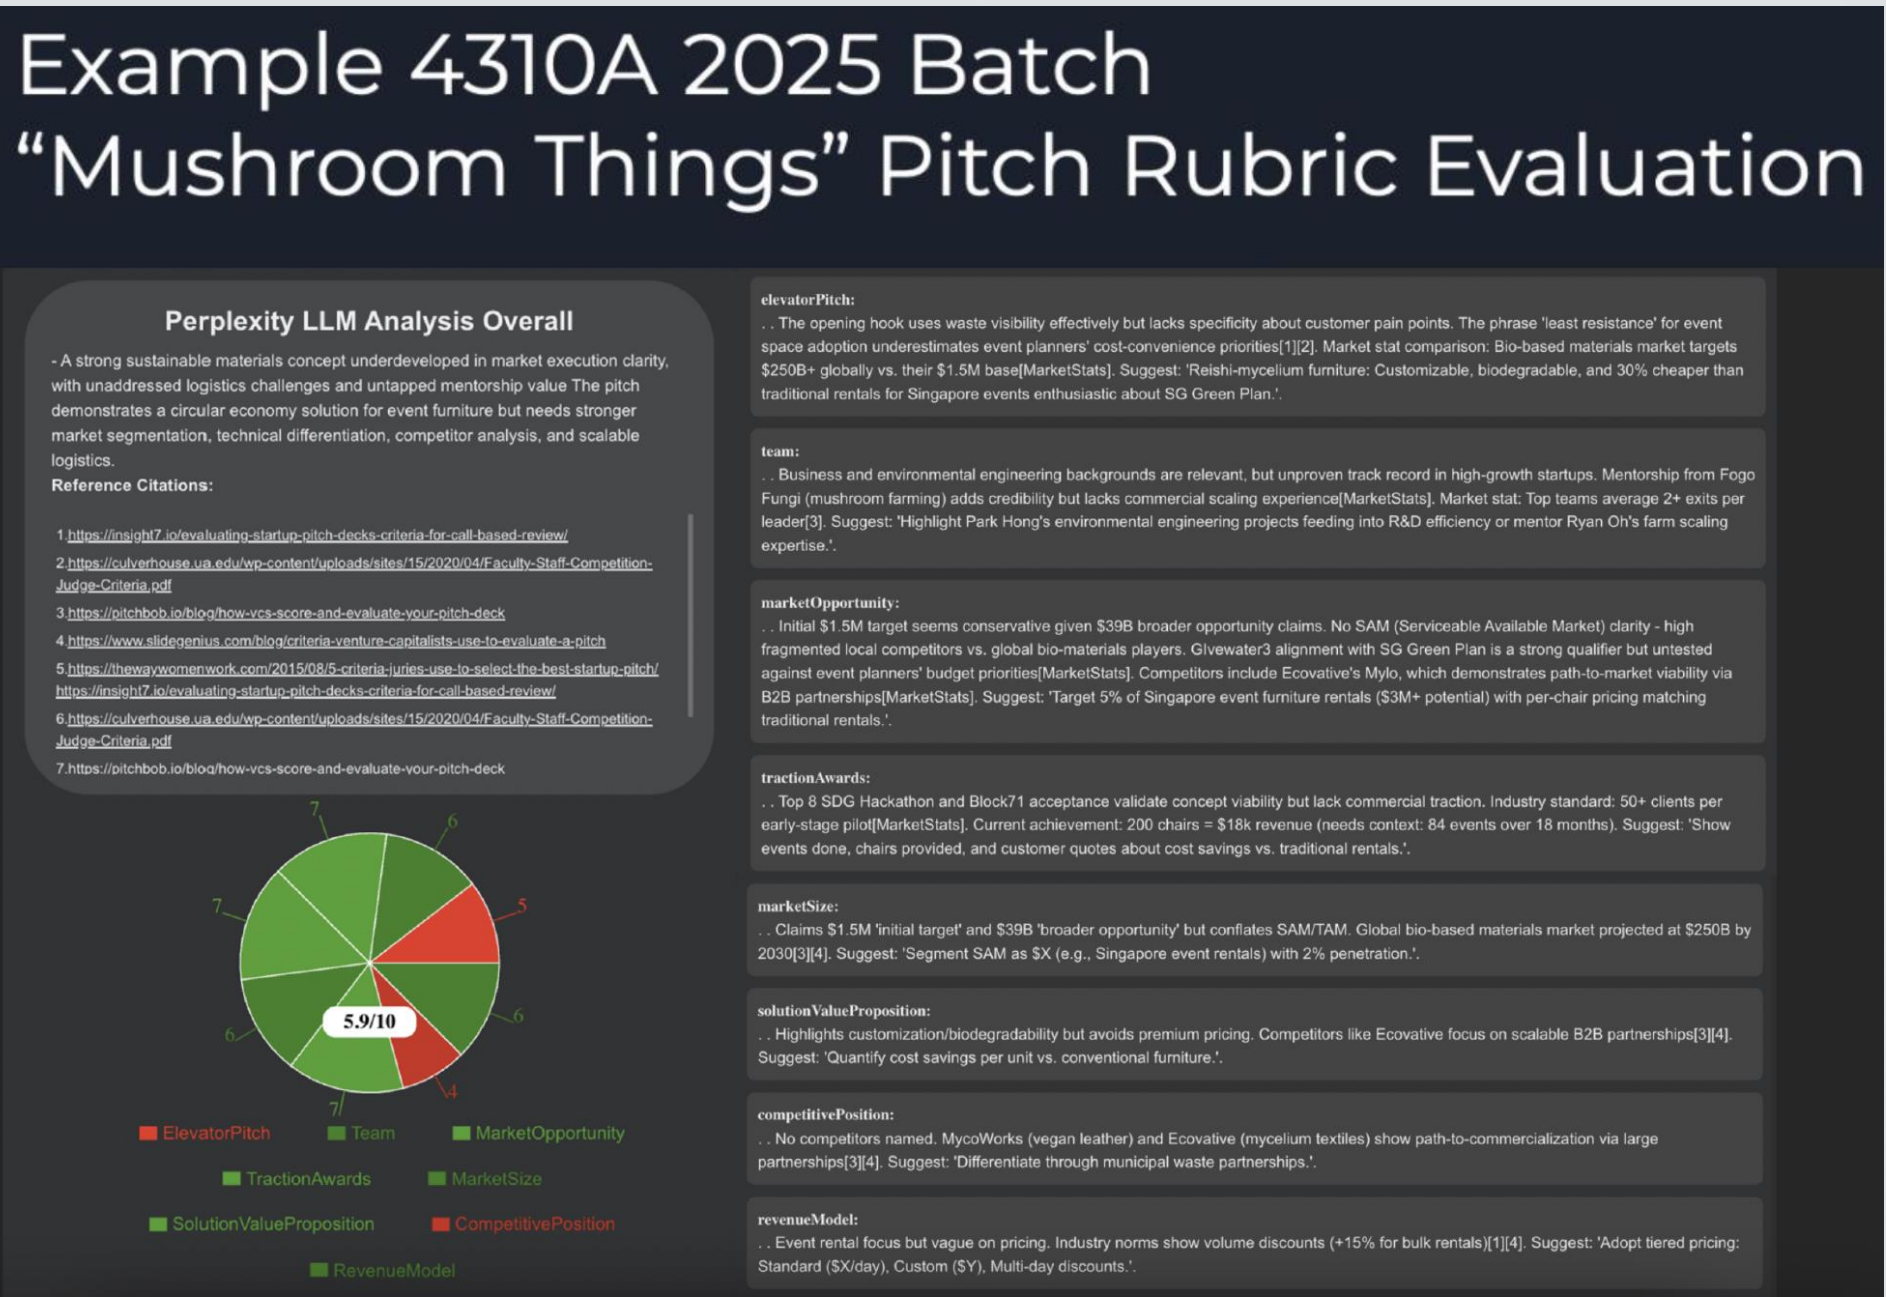 Example 4310A 2025 Batch
“Mushroom Things” Pitch Rubric Evaluation
Perplexity LLM Analysis Overall
- A strong sustainable materials concept underdeveloped in market execution clarity,
with unaddressed logistics challenges and untapped mentorship value The pitch
demonstrates a circular economy solution for event furniture but needs stronger
market segmentation, technical differentiation, competitor analysis, and scalable
logistics.
Reference Citations:
1.https://insight7.io/evaluating-startup-pitch-decks-criteria-for-call-based-review/
2.https://culverhouse.ua.edu/wp-content/uploads/sites/15/2020/04/Faculty-Staff-Competition-
Judge-Criteria.pdf
3.https://pitchbob.io/blog/how-vcs-score-and-evaluate-your-pitch-deck
4.https://www.slidegenius.com/blog/criteria-venture-capitalists-use-to-evaluate-a-pitch
5.https://thewaywomenwork.com/2015/08/5-criteria-juries-use-to-select-the-best-startup-pitch/
https://insight7.io/evaluating-startup-pitch-decks-criteria-for-call-based-review/
6.https://culverhouse.ua.edu/wp-content/uploads/sites/15/2020/04/Faculty-Staff-Competition-
Judge-Criteria.pdf
7.https://pitchbob.io/blog/how-vcs-score-and-evaluate-your-pitch-deck
7
6
7
5
6
6
7
4
5.9/10
ElevatorPitch
Team
MarketOpportunity
TractionAwards
MarketSize
SolutionValueProposition
CompetitivePosition
RevenueModel
elevatorPitch:
. . The opening hook uses waste visibility effectively but lacks specificity about customer pain points. The phrase 'least resistance' for event
space adoption underestimates event planners' cost-convenience priorities[1][2]. Market stat comparison: Bio-based materials market targets
$250B+ globally vs. their $1.5M base[MarketStats]. Suggest: 'Reishi-mycelium furniture: Customizable, biodegradable, and 30% cheaper than
traditional rentals for Singapore events enthusiastic about SG Green Plan.'.
team:
. . Business and environmental engineering backgrounds are relevant, but unproven track record in high-growth startups. Mentorship from Fogo
Fungi (mushroom farming) adds credibility but lacks commercial scaling experience[MarketStats]. Market stat: Top teams average 2+ exits per
leader[3]. Suggest: 'Highlight Park Hong's environmental engineering projects feeding into R&D efficiency or mentor Ryan Oh's farm scaling
expertise.'.
marketOpportunity:
. . Initial $1.5M target seems conservative given $39B broader opportunity claims. No SAM (Serviceable Available Market) clarity - high
fragmented local competitors vs. global bio-materials players. GIvewater3 alignment with SG Green Plan is a strong qualifier but untested
against event planners' budget priorities[MarketStats]. Competitors include Ecovative's Mylo, which demonstrates path-to-market viability via
B2B partnerships[MarketStats]. Suggest: 'Target 5% of Singapore event furniture rentals ($3M+ potential) with per-chair pricing matching
traditional rentals.'.
tractionAwards:
. . Top 8 SDG Hackathon and Block71 acceptance validate concept viability but lack commercial traction. Industry standard: 50+ clients per
early-stage pilot[MarketStats]. Current achievement: 200 chairs = $18k revenue (needs context: 84 events over 18 months). Suggest: 'Show
events done, chairs provided, and customer quotes about cost savings vs. traditional rentals.'.
marketSize:
. . Claims $1.5M 'initial target' and $39B 'broader opportunity' but conflates SAM/TAM. Global bio-based materials market projected at $250B by
2030[3][4]. Suggest: 'Segment SAM as $X (e.g., Singapore event rentals) with 2% penetration.'.
solutionValueProposition:
. . Highlights customization/biodegradability but avoids premium pricing. Competitors like Ecovative focus on scalable B2B partnerships[3][4].
Suggest: 'Quantify cost savings per unit vs. conventional furniture.'.
competitivePosition:
. . No competitors named. MycoWorks (vegan leather) and Ecovative (mycelium textiles) show path-to-commercialization via large
partnerships[3][4]. Suggest: 'Differentiate through municipal waste partnerships.'.
revenueModel:
. . Event rental focus but vague on pricing. Industry norms show volume discounts (+15% for bulk rentals)[1][4]. Suggest: 'Adopt tiered pricing:
Standard ($X/day), Custom ($Y), Multi-day discounts.'.